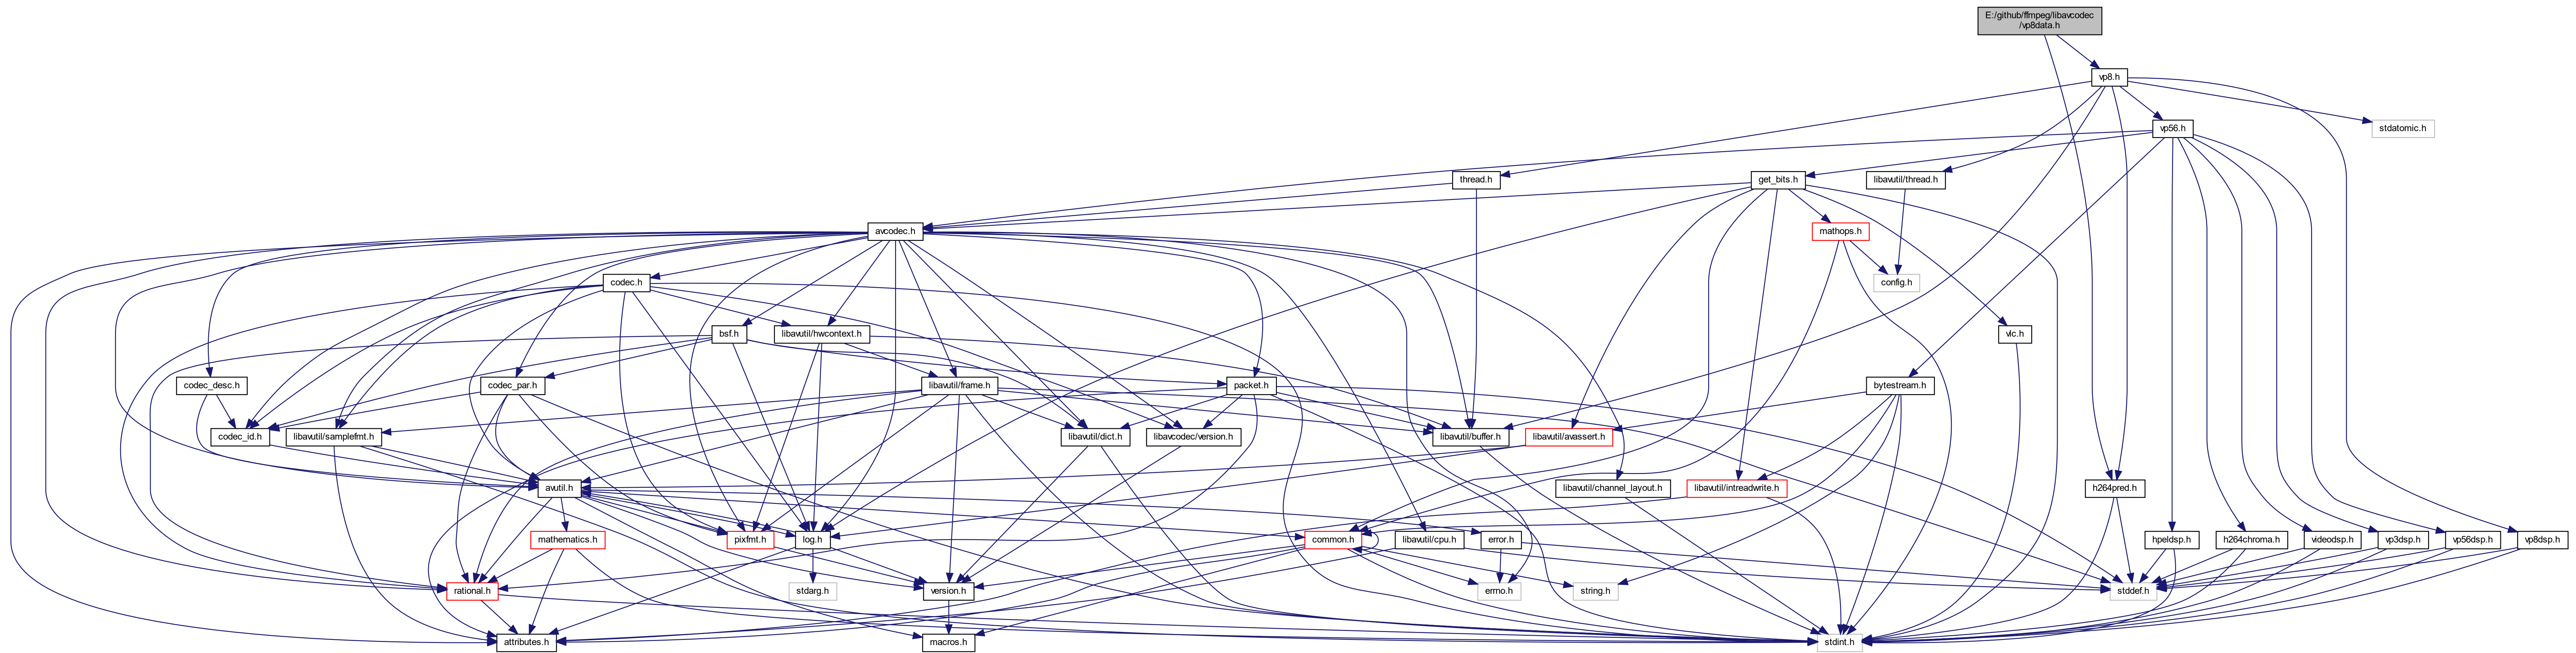 E:/github/ffmpeg/libavcodec
/vp8data.h
vp8.h
vp56.h
stdatomic.h
thread.h
get_bits.h
libavutil/thread.h
avcodec.h
mathops.h
codec.h
config.h
bsf.h
libavutil/hwcontext.h
vlc.h
codec_desc.h
codec_par.h
libavutil/frame.h
packet.h
bytestream.h
codec_id.h
libavutil/samplefmt.h
libavutil/dict.h
libavcodec/version.h
libavutil/buffer.h
libavutil/avassert.h
avutil.h
libavutil/channel_layout.h
libavutil/intreadwrite.h
h264pred.h
mathematics.h
pixfmt.h
log.h
common.h
libavutil/cpu.h
error.h
hpeldsp.h
h264chroma.h
videodsp.h
vp3dsp.h
vp56dsp.h
vp8dsp.h
rational.h
stdarg.h
version.h
errno.h
string.h
stddef.h
attributes.h
macros.h
stdint.h